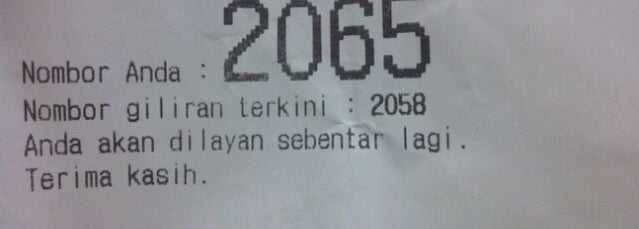 Nombor Anda : 2065
Nombor giliran terkini : 2058
Anda akan dilayan sebentar lagi.
Terima kasih.